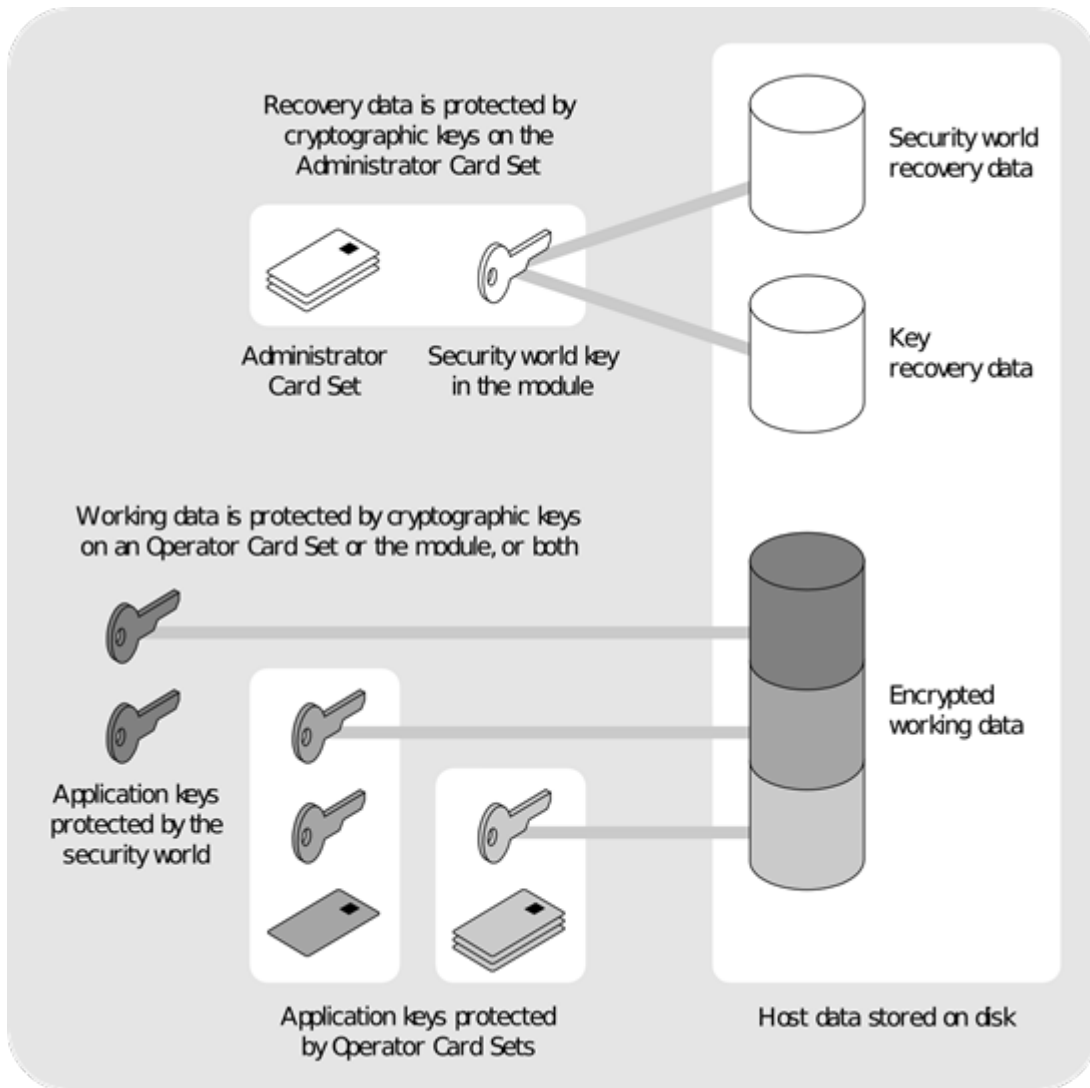 Recovery data is protected by
cryptographic keys on the
Administrator Card Set
Security world
recovery data
Administrator
Card Set
Security world key
in the module
Key
recovery data
Working data is protected by cryptographic keys
on an Operator Card Set or the module, or both
Encrypted
working data
Application keys
protected by the
security world
Application keys protected
by Operator Card Sets
Host data stored on disk